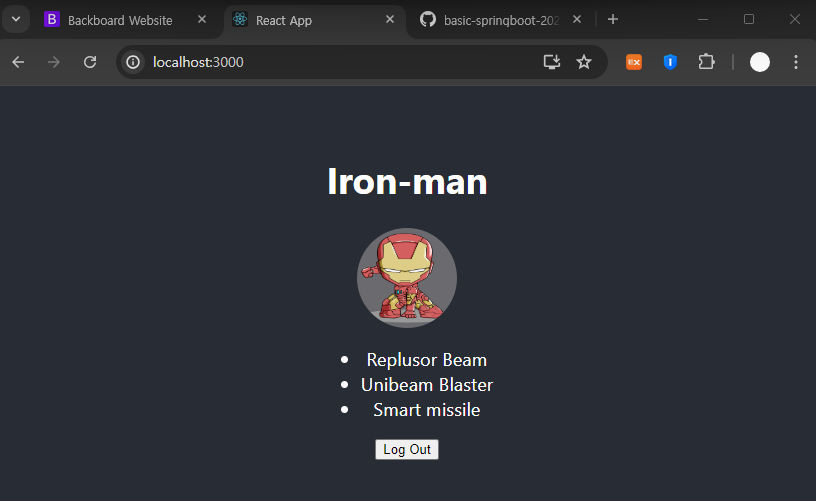 B Backboard Website
React App
basic-springboot-202
localhost:3000
Iron-man
Replusor Beam
Unibeam Blaster
Smart missile
Log Out